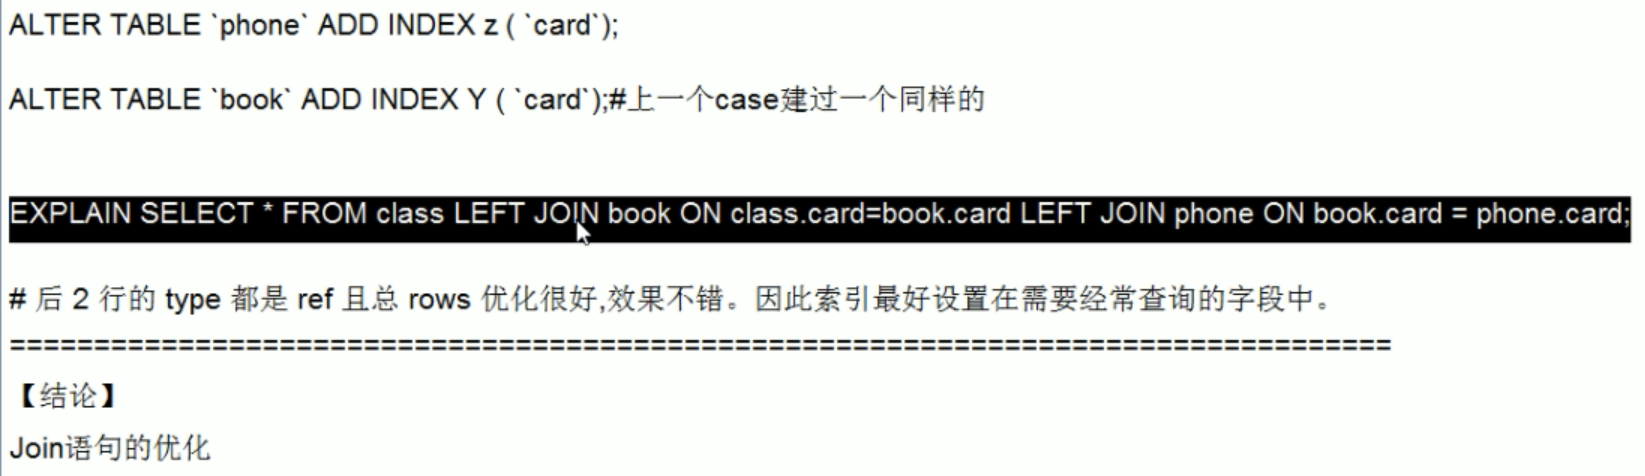 ALTER TABLE `phone` ADD INDEX z ( `card`);
ALTER TABLE `book` ADD INDEX Y ( `card`);#上一个case建过一个同样的
EXPLAIN SELECT * FROM class LEFT JOIN book ON class.card=book.card LEFT JOIN phone ON book.card = phone.card;
# 后 2 行的 type 都是 ref 且总 rows 优化很好,效果不错。因此索引最好设置在需要经常查询的字段中。
==================================================================================
【结论】
Join语句的优化